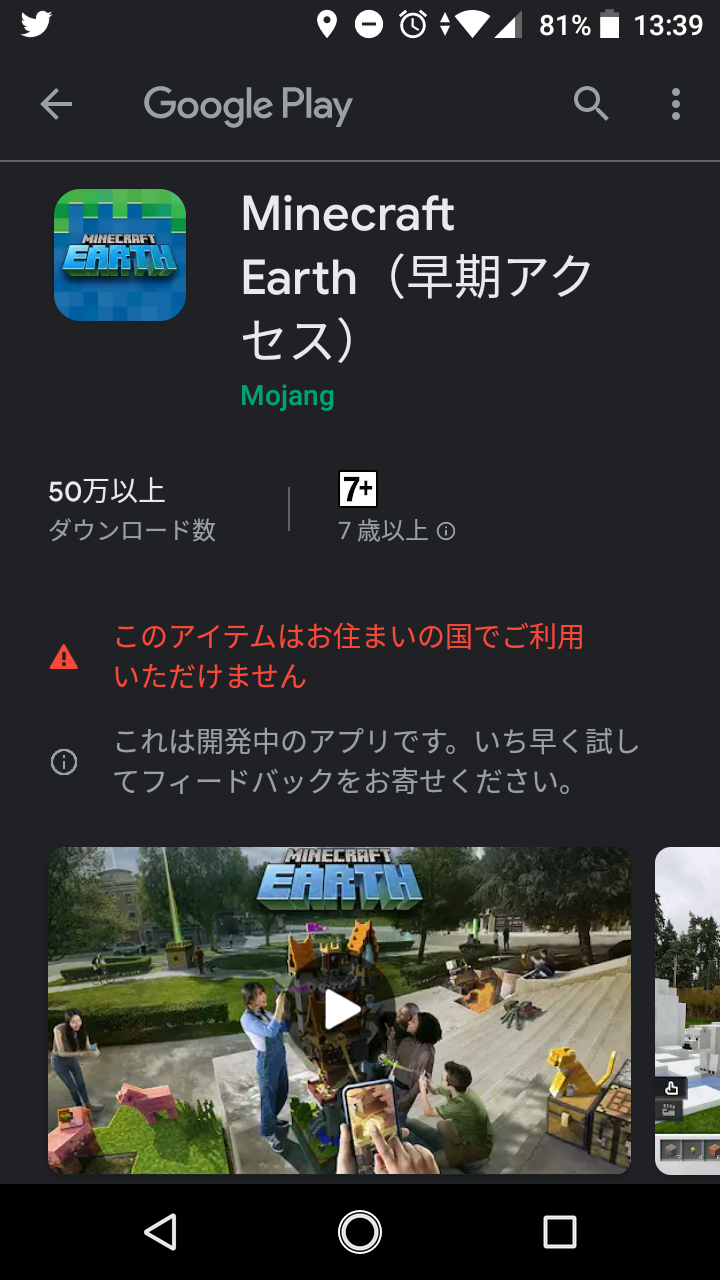 81% 13:39
Google Play
MINECRAFT
EARTH
Minecraft
Earth（早期アク
セス）
Mojang
50万以上
ダウンロード数
7+
7 歳以上
このアイテムはお住まいの国でご利用
いただけません
これは開発中のアプリです。いち早く試し
てフィードバックをお寄せください。
MINECRAFT
EARTH